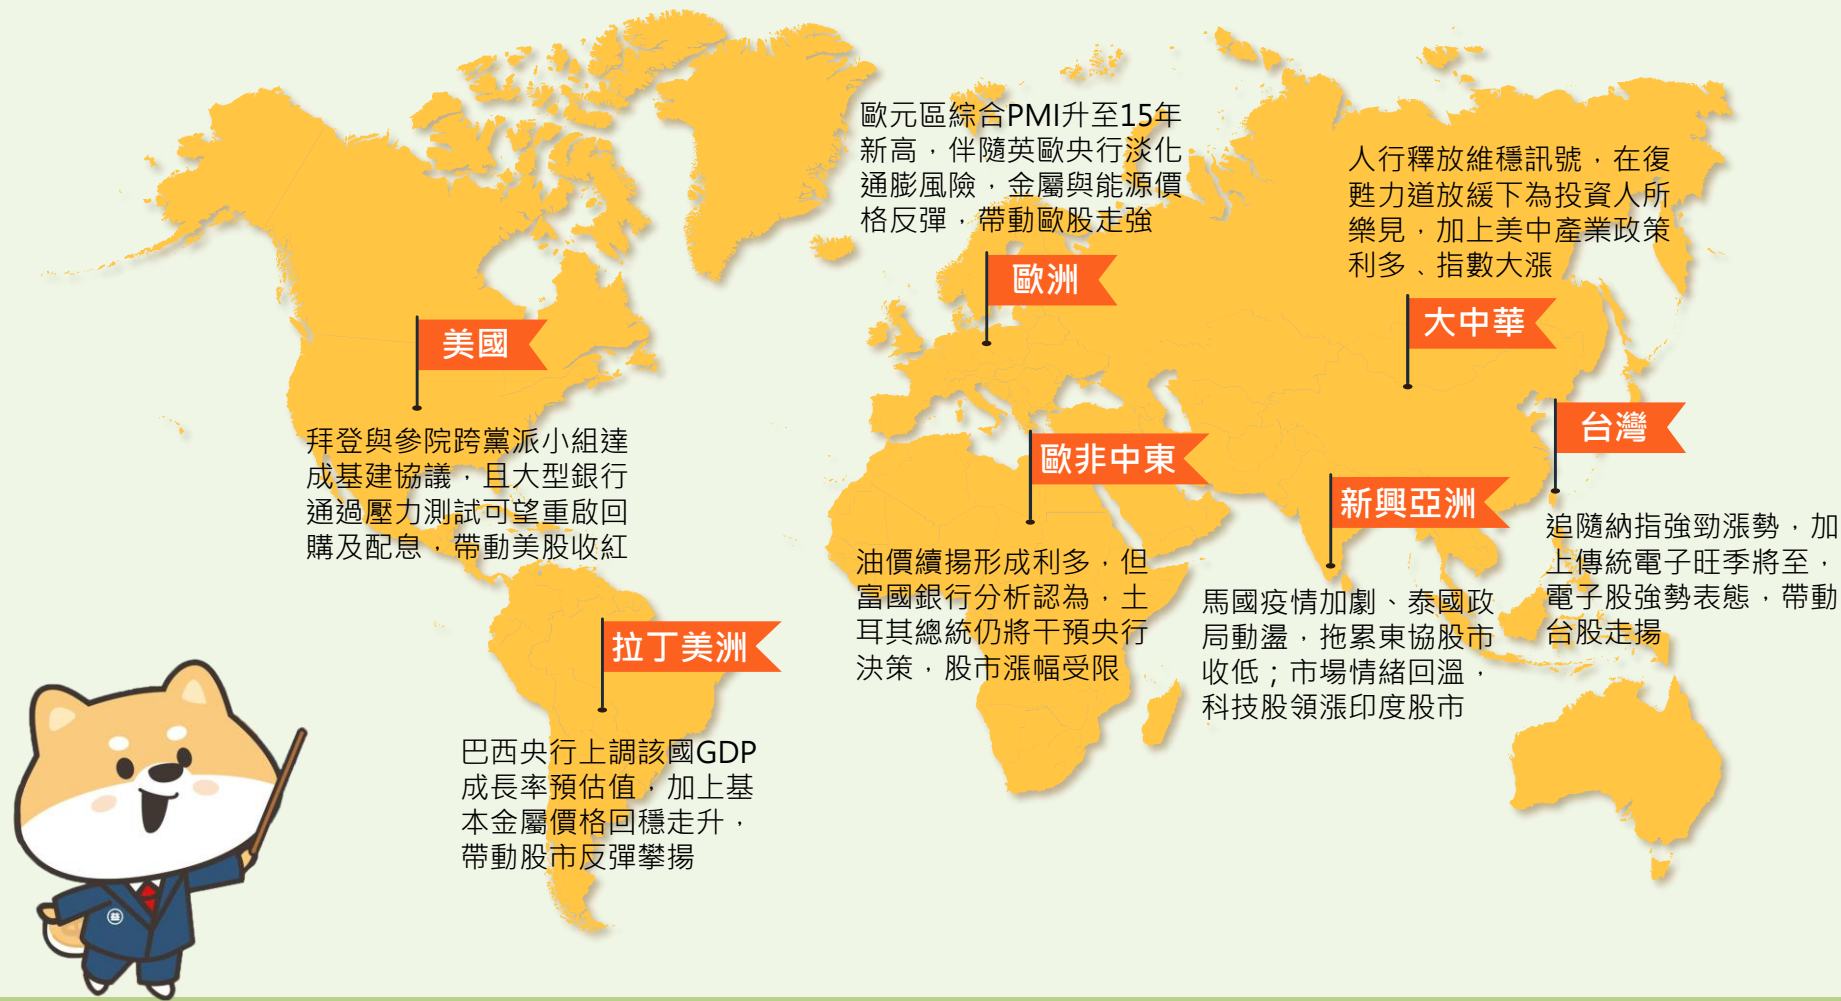 歐元區綜合PMI升至15年
新高，伴隨英歐央行淡化
通膨風險，金屬與能源價
格反彈，帶動歐股走強
歐洲
人行釋放維穩訊號，在復
甦力道放緩下為投資人所
樂見，加上美中產業政策
利多、指數大漲
大中華
美國
拜登與參院跨黨派小組達
成基建協議，且大型銀行
通過壓力測試可望重啟回
購及配息，帶動美股收紅
歐非中東
油價續揚形成利多，但
富國銀行分析認為，土
耳其總統仍將干預央行
決策，股市漲幅受限
新興亞洲
馬國疫情加劇、泰國政
局動盪，拖累東協股市
收低；市場情緒回溫，
科技股領漲印度股市
台灣
追隨納指強勁漲勢，加
上傳統電子旺季將至，
電子股強勢表態，帶動
台股走揚
拉丁美洲
巴西央行上調該國GDP
成長率預估值，加上基
本金屬價格回穩走升，
帶動股市反彈攀揚